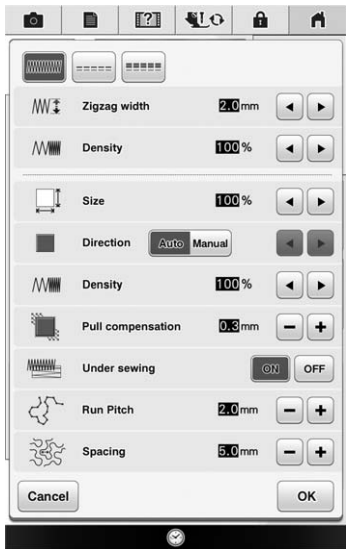 [?]
Zigzag width 2.0 mm
Density 100 %
Size 100 %
Direction Auto Manual
Density 100 %
Pull compensation 0.3 mm
Under sewing ON OFF
Run Pitch 2.0 mm
Spacing 5.0 mm
Cancel OK